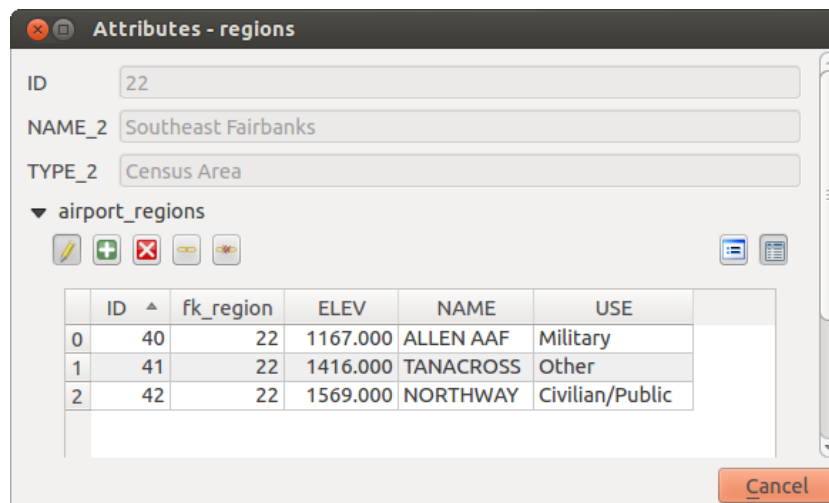 Attributes - regions
ID 22
NAME_2 Southeast Fairbanks
TYPE_2 Census Area
airport_regions
ID fk_region ELEV NAME USE
0 40 22 1167.000 ALLEN AAF Military
1 41 22 1416.000 TANACROSS Other
2 42 22 1569.000 NORTHWAY Civilian/Public
Cancel